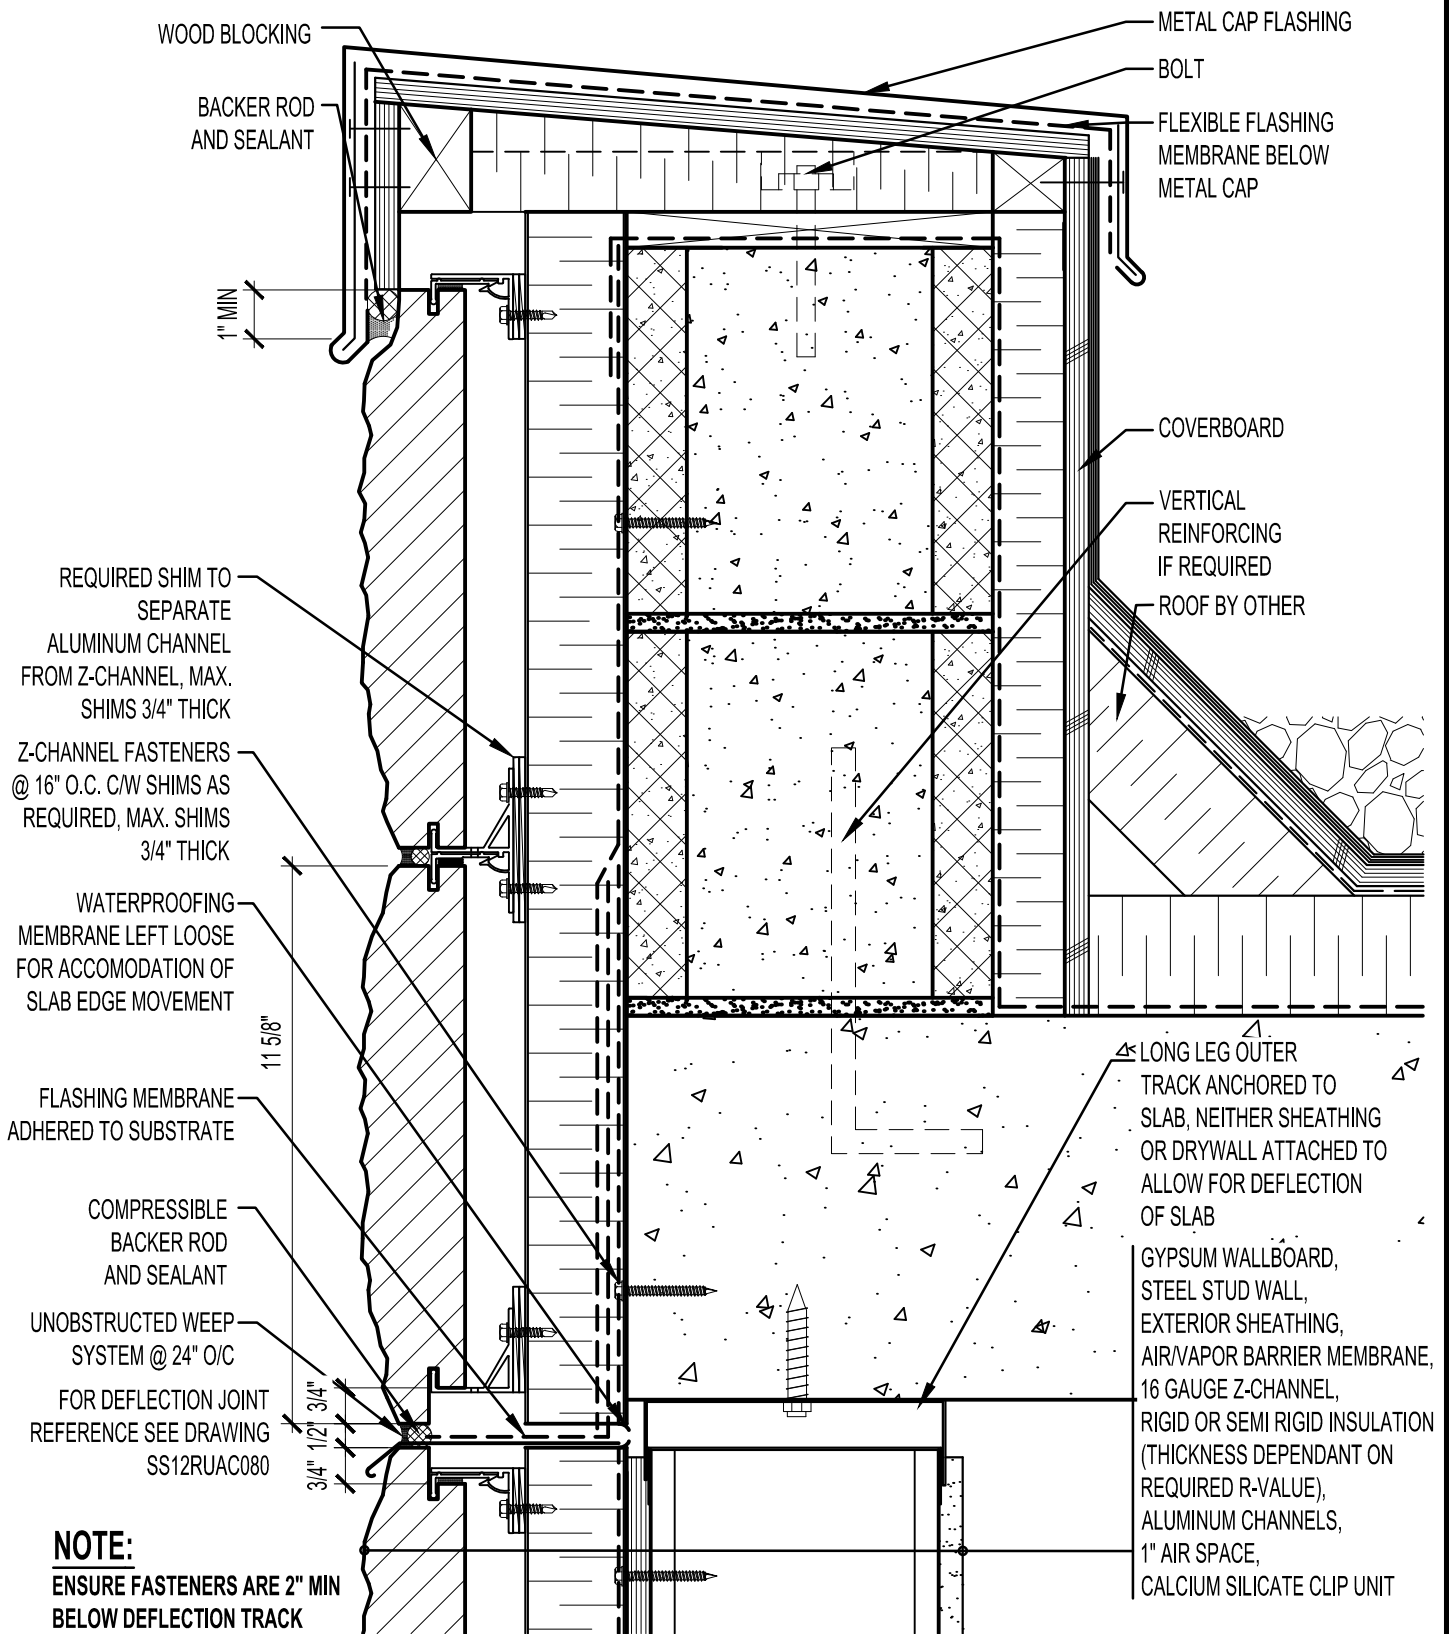 WOOD BLOCKING
BACKER ROD
AND SEALANT
1" MIN
REQUIRED SHIM TO
SEPARATE
ALUMINUM CHANNEL
FROM Z-CHANNEL, MAX.
SHIMS 3/4" THICK
Z-CHANNEL FASTENERS
@ 16" O.C. C/W SHIMS AS
REQUIRED, MAX. SHIMS
3/4" THICK
WATERPROOFING
MEMBRANE LEFT LOOSE
FOR ACCOMODATION OF
SLAB EDGE MOVEMENT
11 5/8"
FLASHING MEMBRANE
ADHERED TO SUBSTRATE
COMPRESSIBLE
BACKER ROD
AND SEALANT
UNOBSTRUCTED WEEP
SYSTEM @ 24" O/C
FOR DEFLECTION JOINT
REFERENCE SEE DRAWING
SS12RUAC080
3/4"
1/2"
3/4"
NOTE:
ENSURE FASTENERS ARE 2" MIN
BELOW DEFLECTION TRACK
METAL CAP FLASHING
BOLT
FLEXIBLE FLASHING
MEMBRANE BELOW
METAL CAP
COVERBOARD
VERTICAL
REINFORCING
IF REQUIRED
ROOF BY OTHER
LONG LEG OUTER
TRACK ANCHORED TO
SLAB, NEITHER SHEATHING
OR DRYWALL ATTACHED TO
ALLOW FOR DEFLECTION
OF SLAB
GYPSUM WALLBOARD,
STEEL STUD WALL,
EXTERIOR SHEATHING,
AIR/VAPOR BARRIER MEMBRANE,
16 GAUGE Z-CHANNEL,
RIGID OR SEMI RIGID INSULATION
(THICKNESS DEPENDANT ON
REQUIRED R-VALUE),
ALUMINUM CHANNELS,
1" AIR SPACE,
CALCIUM SILICATE CLIP UNIT